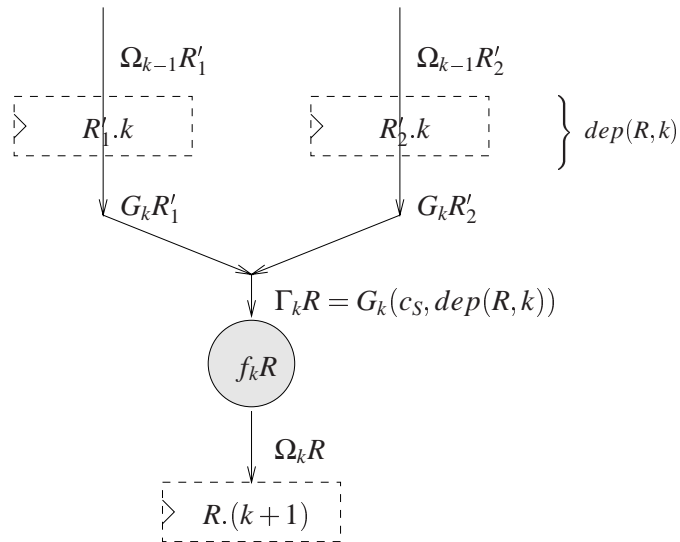 Ω_{k−1}R′_1
Ω_{k−1}R′_2
R′_1.k
R′_2.k
} dep(R,k)
G_kR′_1
G_kR′_2
Γ_kR = G_k(c_S, dep(R,k))
f_kR
Ω_kR
R.(k+1)